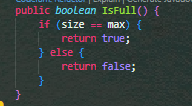 public boolean IsFull() {
    if (size == max) {
        return true;
    } else {
        return false;
    }
}